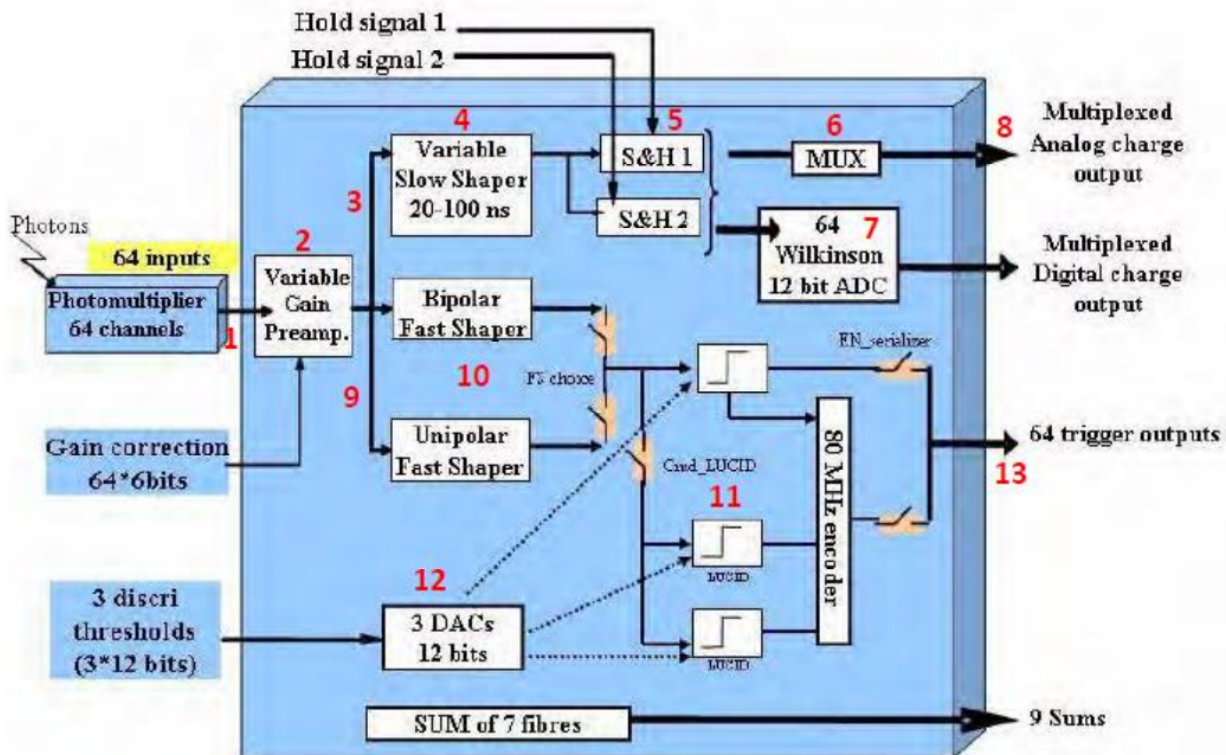 Hold signal 1
Hold signal 2
4
5
6
8
Multiplexed
Analog charge
output
Variable
Slow Shaper
20-100 ns
S&H 1
S&H 2
MUX
3
Photons
64 inputs
2
Variable
Gain
Preamp.
Photomultiplier
64 channels
1
64
7
Wilkinson
12 bit ADC
Multiplexed
Digital charge
output
Bipolar
Fast Shaper
9
10
FS choice
EN_serializer
Unipolar
Fast Shaper
Gain correction
64*6bits
Cmd_LUCID
80 MHz encoder
64 trigger outputs
13
11
LUCID
12
3 discri
thresholds
(3*12 bits)
3 DACs
12 bits
LUCID
SUM of 7 fibres
9 Sums